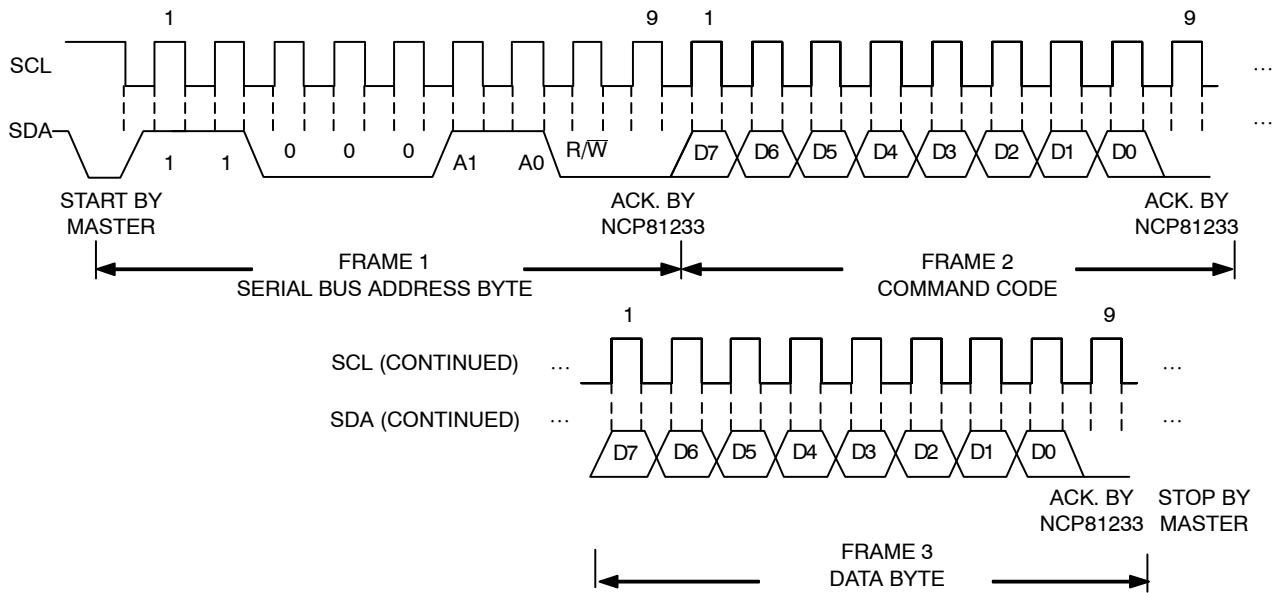 1 9 1 9
SCL ...
SDA ...
1 1 0 0 0 A1 A0 R/W̅ D7 D6 D5 D4 D3 D2 D1 D0
START BY
MASTER
ACK. BY
NCP81233
ACK. BY
NCP81233
FRAME 1
SERIAL BUS ADDRESS BYTE
FRAME 2
COMMAND CODE
1 9
SCL (CONTINUED) ... ...
SDA (CONTINUED) ... ...
D7 D6 D5 D4 D3 D2 D1 D0
ACK. BY
NCP81233
STOP BY
MASTER
FRAME 3
DATA BYTE